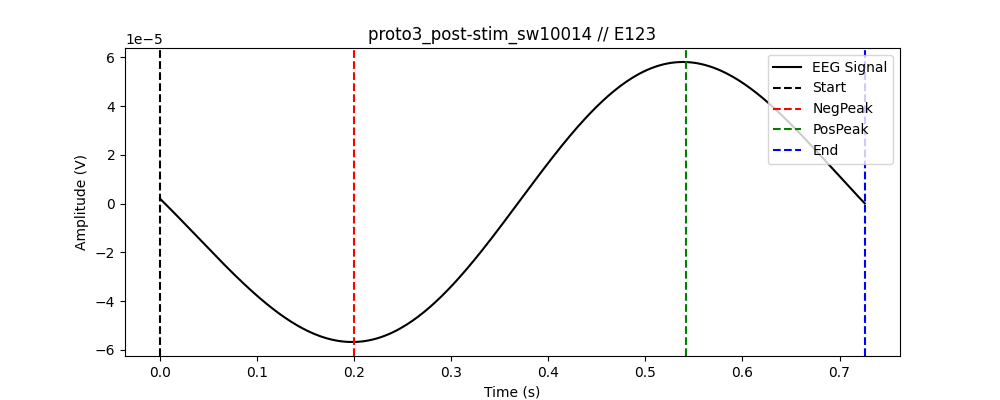 proto3_post-stim_sw10014 // E123
1e−5
6
4
2
0
−2
−4
−6
Amplitude (V)
0.0 0.1 0.2 0.3 0.4 0.5 0.6 0.7
Time (s)
EEG Signal
Start
NegPeak
PosPeak
End